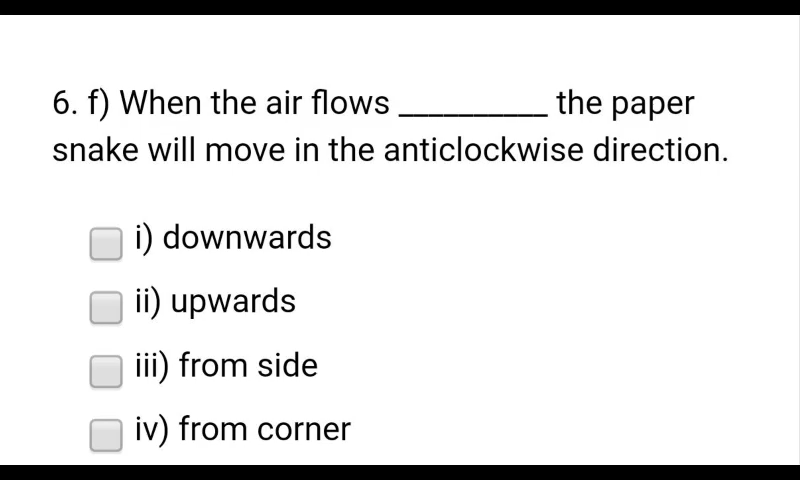 6. f) When the air flows __________ the paper
snake will move in the anticlockwise direction.
i) downwards
ii) upwards
iii) from side
iv) from corner